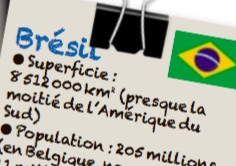 Brésil
● Superficie :
8 512 000 km² (presque la
moitié de l'Amérique du
Sud)
● Population : 205 millions
(en Belgique,